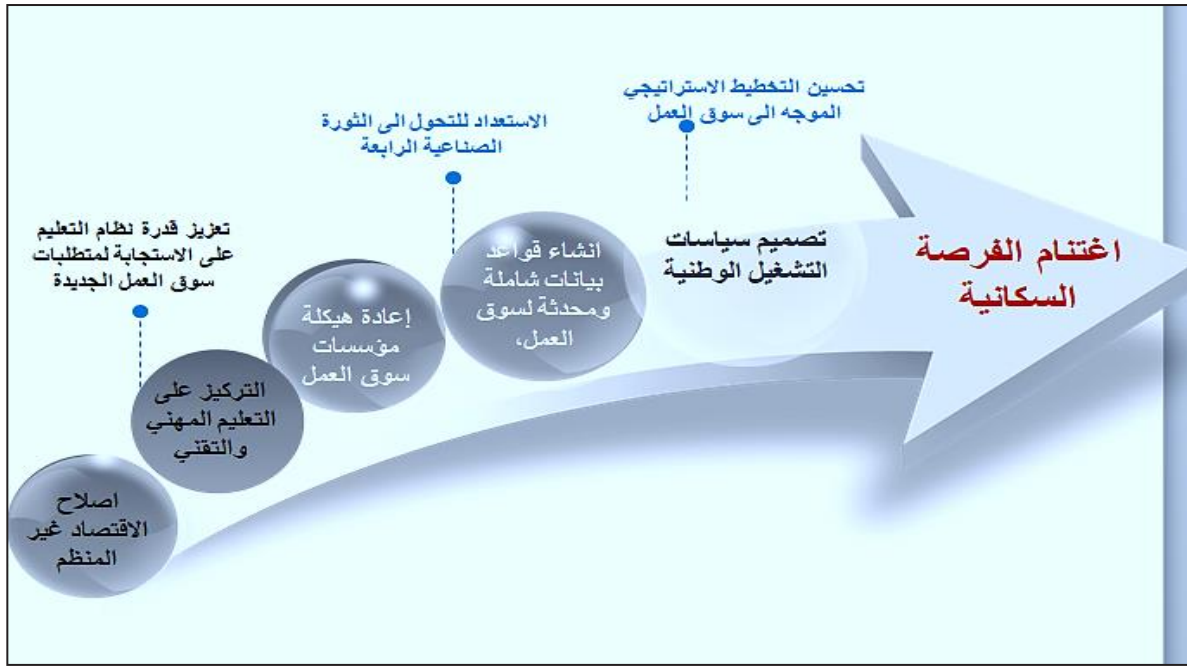 تحسين التخطيط الاستراتيجي
الموجه الى سوق العمل
الاستعداد للتحول الى الثورة
الصناعية الرابعة
تعزيز قدرة نظام التعليم
على الاستجابة لمتطلبات
سوق العمل الجديدة
اغتنام الفرصة
السكانية
تصميم سياسات
التشغيل الوطنية
انشاء قواعد
بيانات شاملة
ومحدثة لسوق
العمل،
إعادة هيكلة
مؤسسات
سوق العمل
التركيز على
التعليم المهني
والتقني
اصلاح
الاقتصاد غير
المنظم